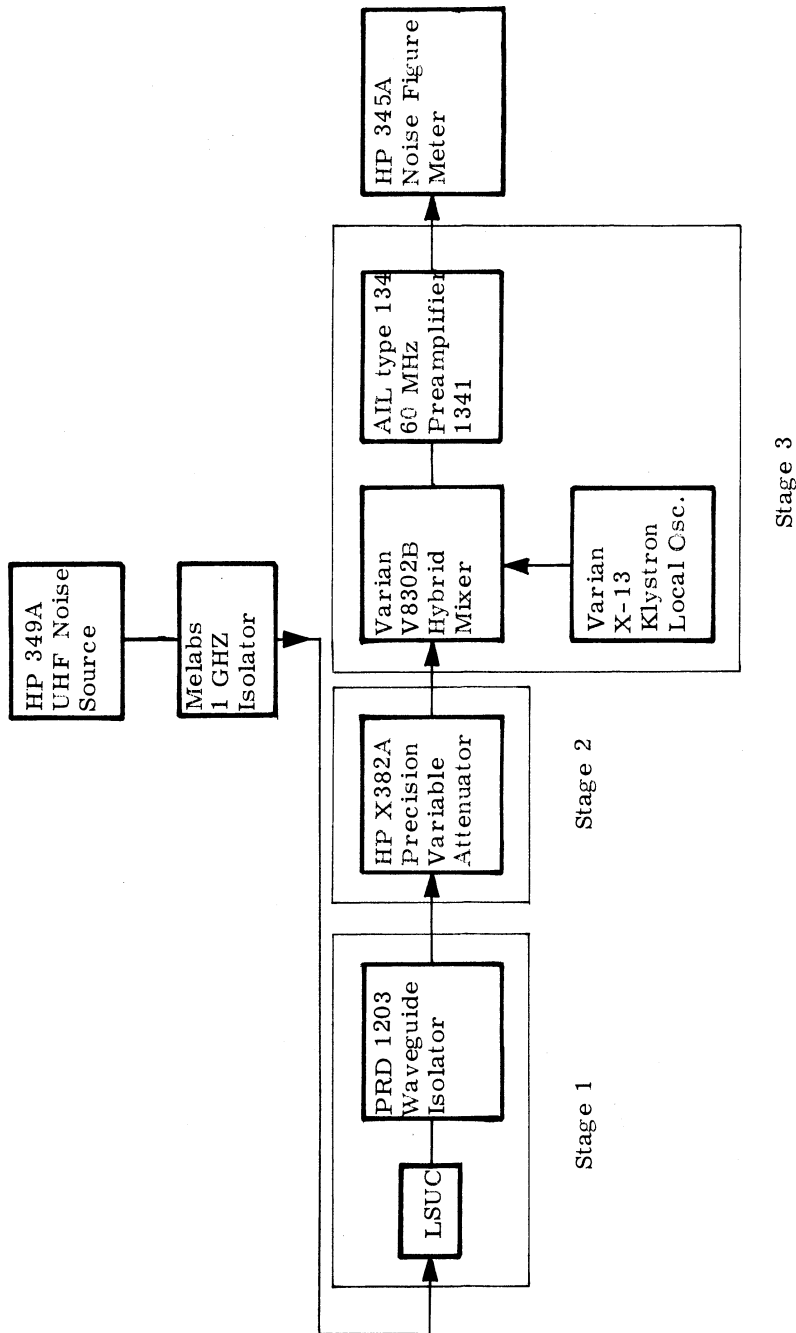 HP 349A
UHF Noise
Source
Melabs
1 GHZ
Isolator
LSUC
PRD 1203
Waveguide
Isolator
Stage 1
HP X382A
Precision
Variable
Attenuator
Stage 2
Varian
V8302B
Hybrid
Mixer
AIL type 134
60 MHz
Preamplifier
1341
Varian
X-13
Klystron
Local Osc.
Stage 3
HP 345A
Noise Figure
Meter